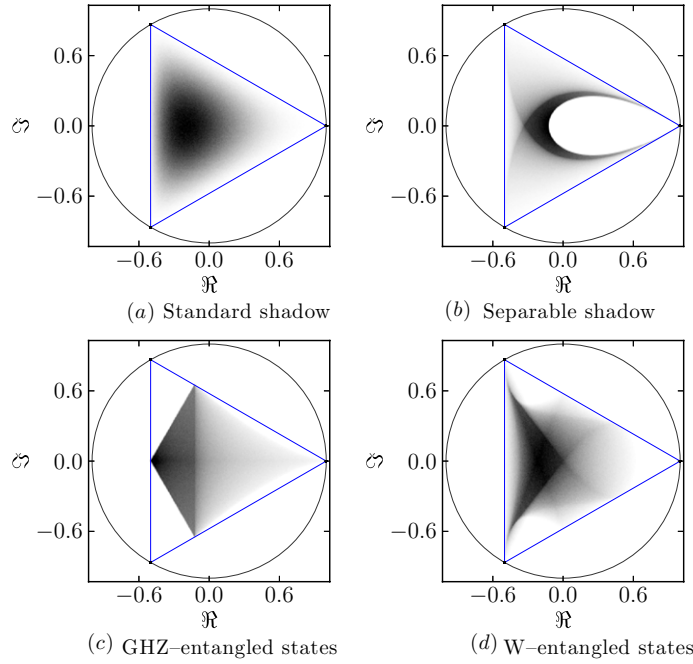 0.6 0.6
ℑ 0.0 ℑ 0.0
−0.6 −0.6
−0.6 0.0 0.6 −0.6 0.0 0.6
ℜ ℜ
(a) Standard shadow (b) Separable shadow
0.6 0.6
ℑ 0.0 ℑ 0.0
−0.6 −0.6
−0.6 0.0 0.6 −0.6 0.0 0.6
ℜ ℜ
(c) GHZ–entangled states (d) W–entangled states